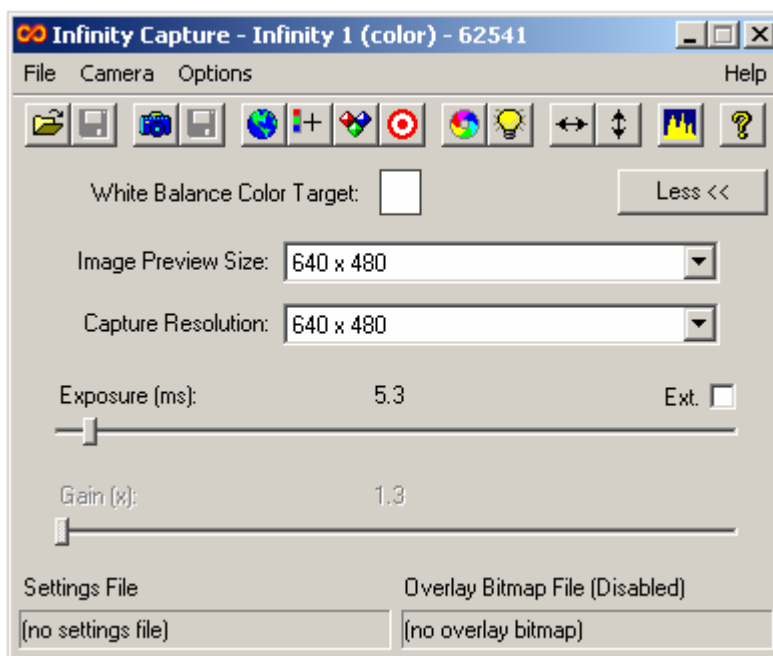 Infinity Capture - Infinity 1 (color) - 62541
File Camera Options Help
White Balance Color Target: Less <<
Image Preview Size: 640 x 480
Capture Resolution: 640 x 480
Exposure (ms): 5.3 Ext.
Gain (x): 1.3
Settings File Overlay Bitmap File (Disabled)
(no settings file) (no overlay bitmap)